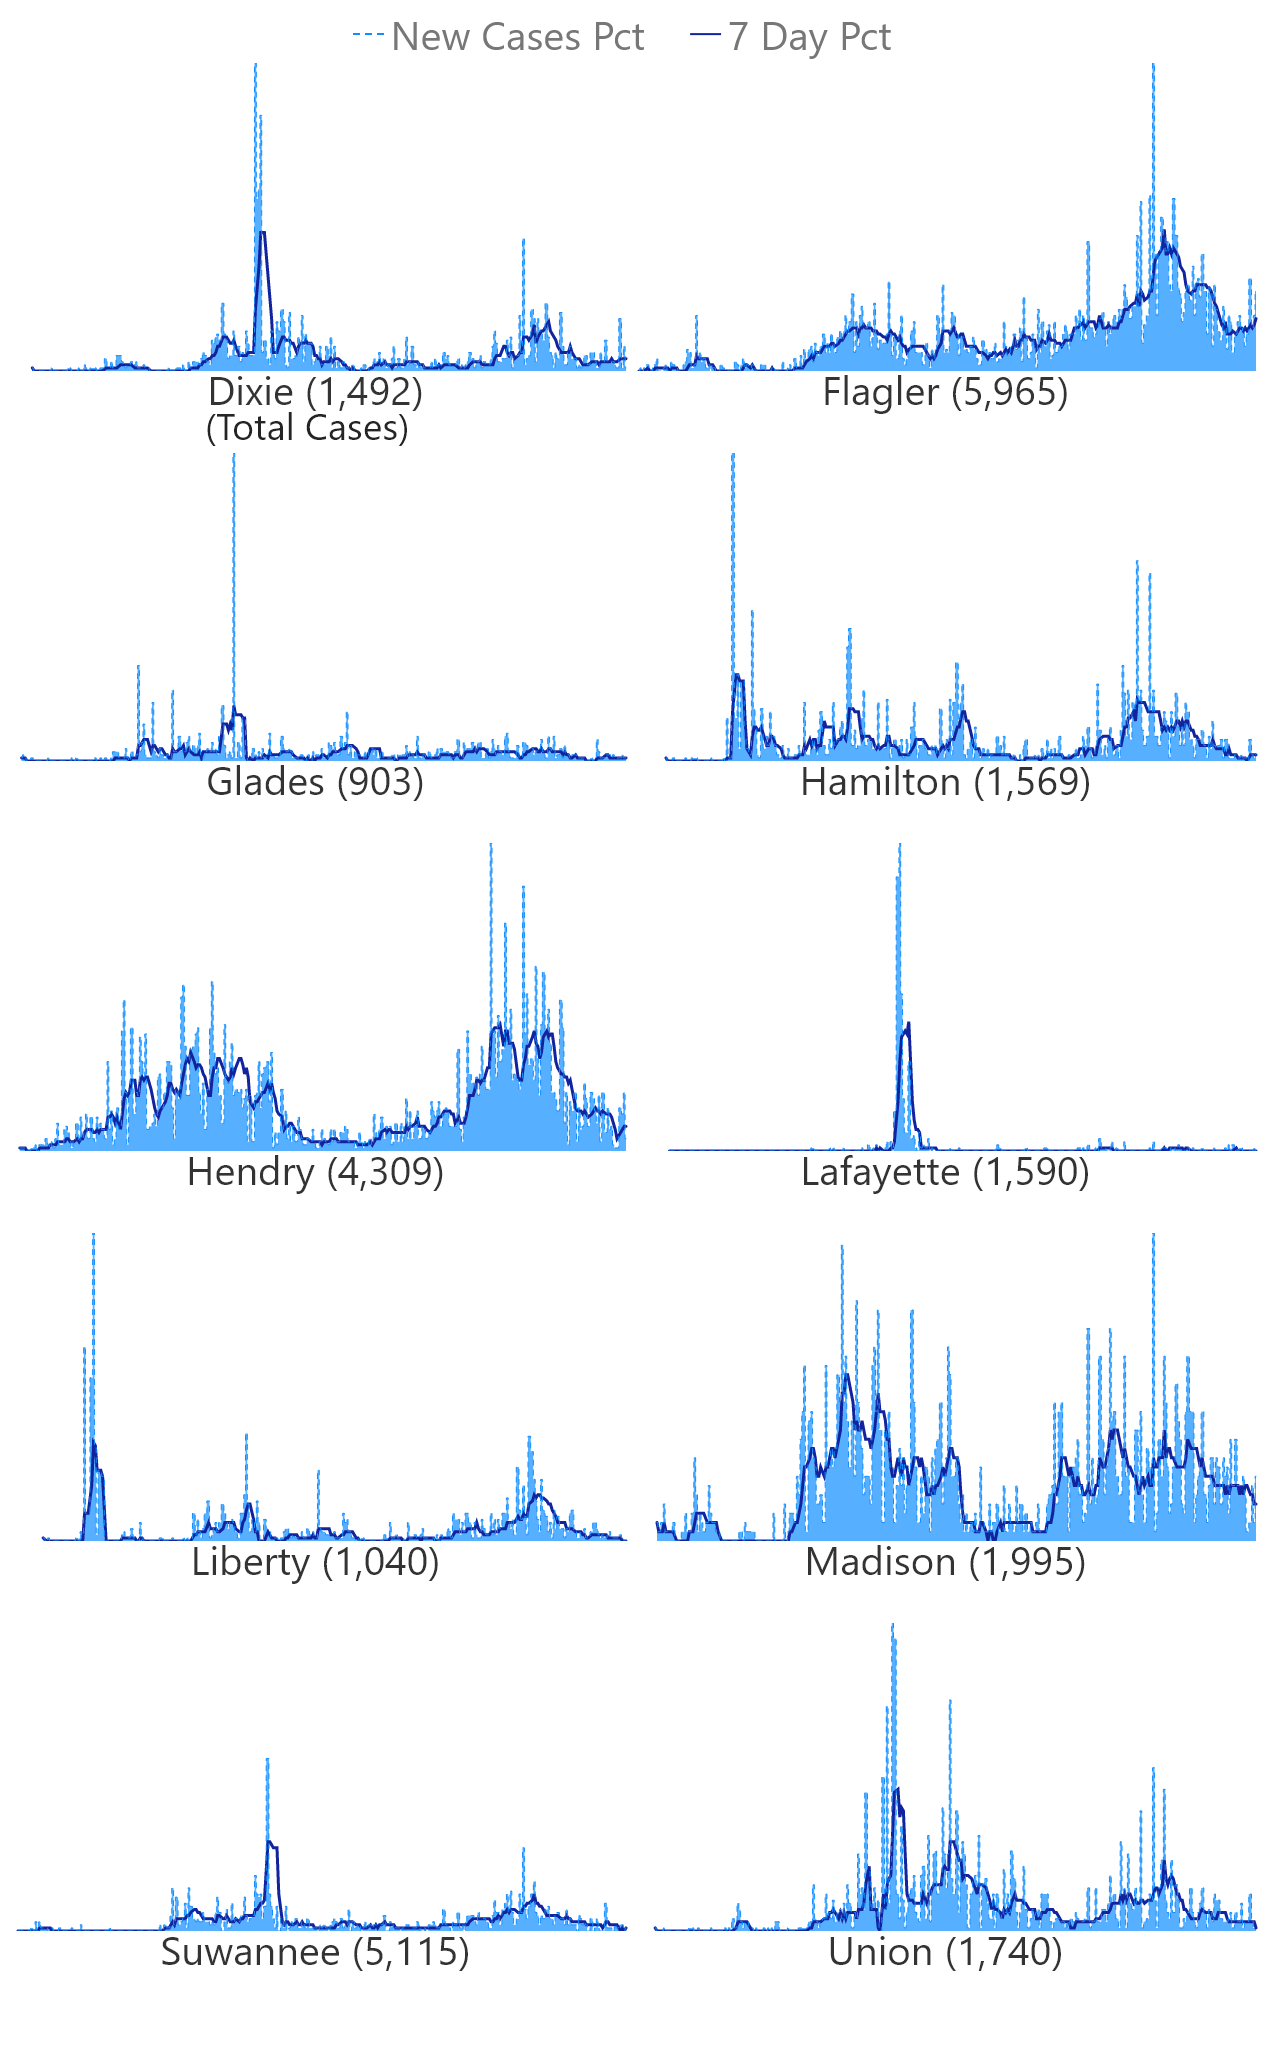 New Cases Pct 7 Day Pct
Dixie (1,492) Flagler (5,965)
(Total Cases)
Glades (903) Hamilton (1,569)
Hendry (4,309) Lafayette (1,590)
Liberty (1,040) Madison (1,995)
Suwannee (5,115) Union (1,740)